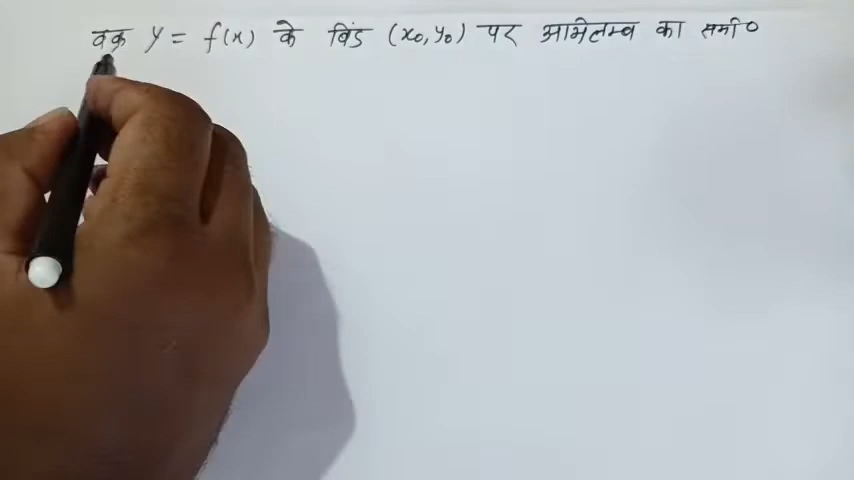 वक्र y = f(x) के बिंदु (x₀, y₀) पर अभिलम्ब का समी०